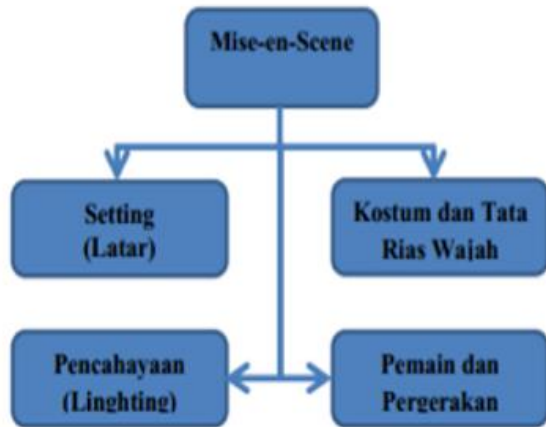 Mise-en-Scene
Setting
(Latar)
Kostum dan Tata
Rias Wajah
Pencahayaan
(Linghting)
Pemain dan
Pergerakan